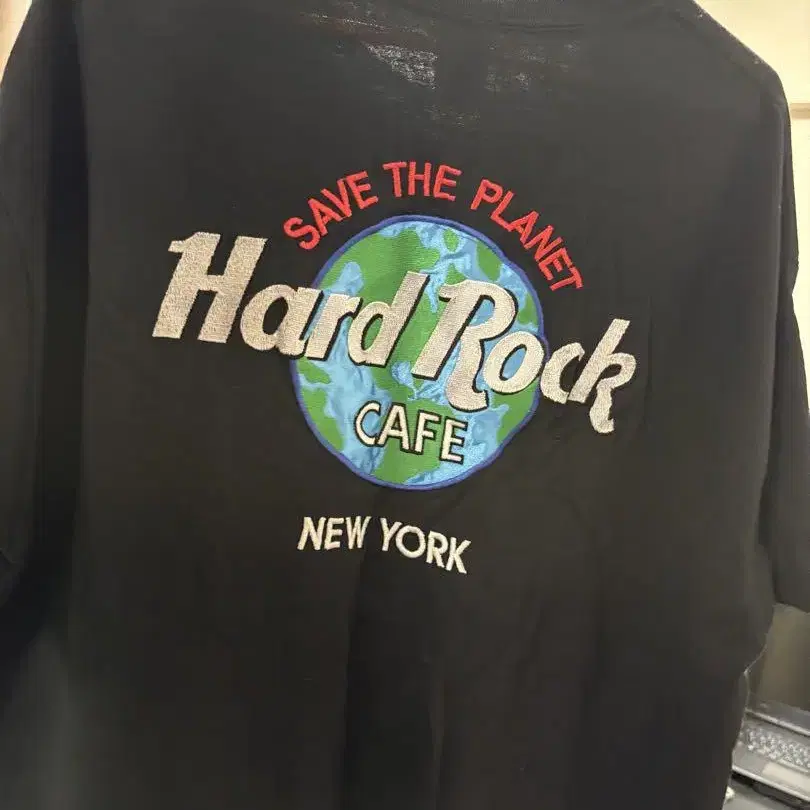 SAVE THE PLANET
Hard Rock
CAFE
NEW YORK